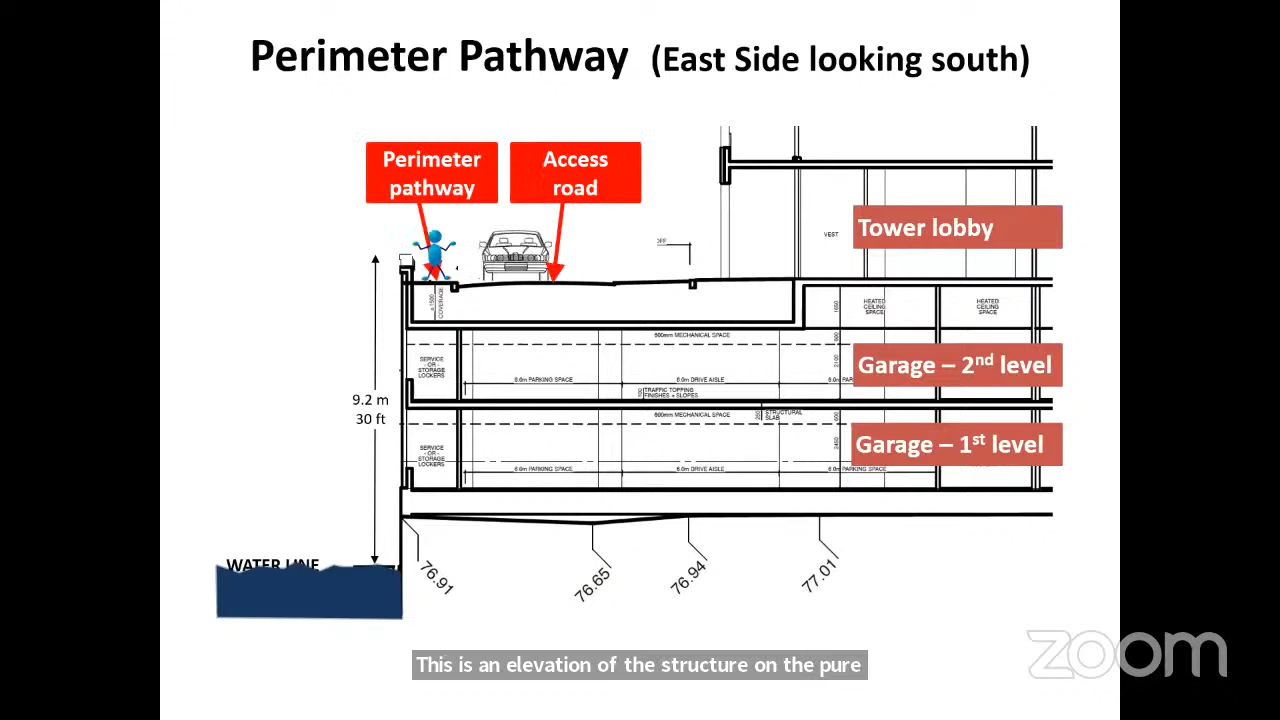 Perimeter Pathway (East Side looking south)
Perimeter
pathway
Access
road
Tower lobby
VEST
COVERAGE
HEATED
CEILING
SPACE
HEATED
CEILING
SPACE
600mm MECHANICAL SPACE
SERVICE
-OR-
STORAGE
LOCKERS
Garage – 2nd level
6.0m PARKING SPACE
6.0m DRIVE AISLE
TRAFFIC TOPPING
FINISHES + SLOPES
9.2 m
30 ft
600mm MECHANICAL SPACE
STRUCTURAL
SLAB
Garage – 1st level
SERVICE
-OR-
STORAGE
LOCKERS
6.0m PARKING SPACE
6.0m DRIVE AISLE
6.0m PARKING SPACE
WATER LINE
76.91
76.65
76.94
77.01
This is an elevation of the structure on the pure
zoom